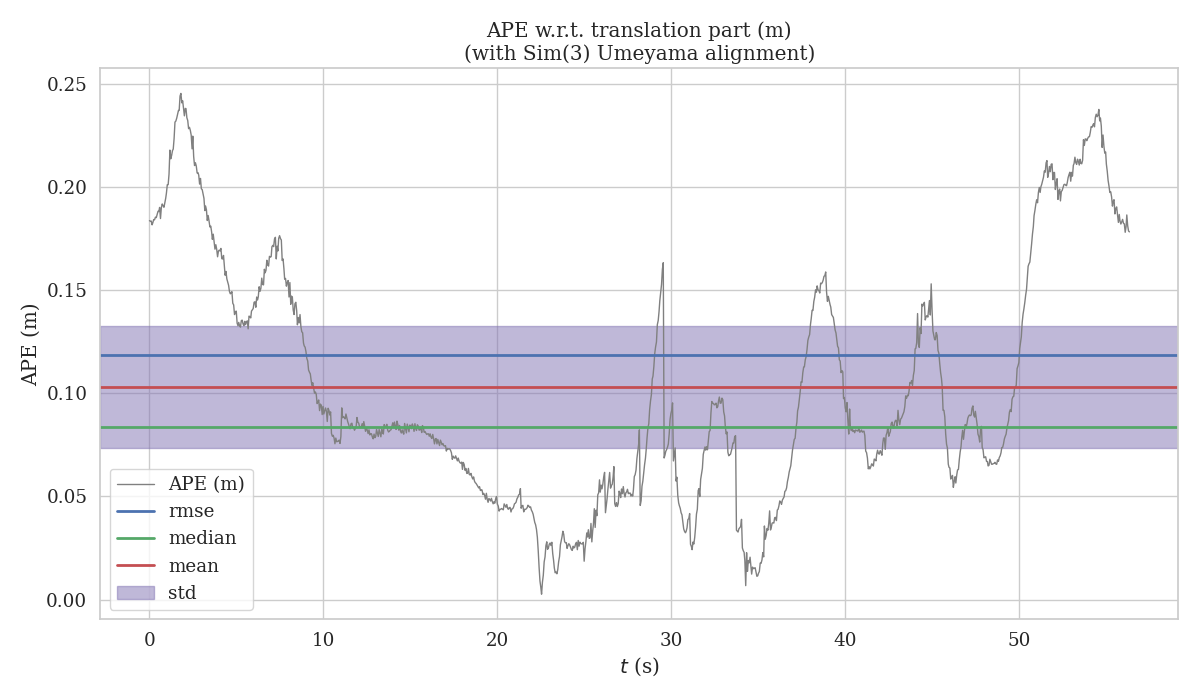 APE w.r.t. translation part (m)
(with Sim(3) Umeyama alignment)
APE (m)
0.25
0.20
0.15
0.10
0.05
0.00
APE (m)
rmse
median
mean
std
0 10 20 30 40 50
t (s)